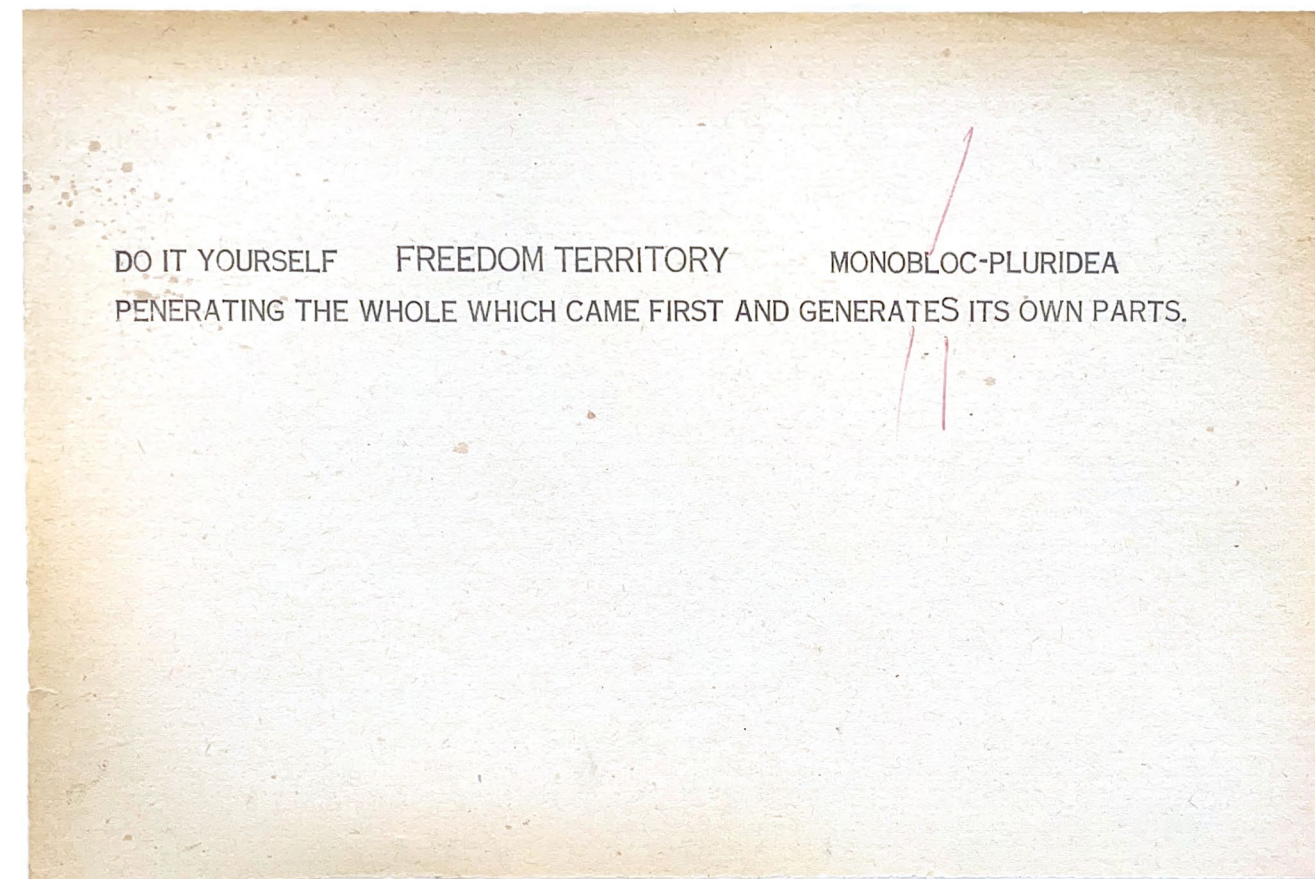 DO IT YOURSELF FREEDOM TERRITORY MONOBLOC-PLURIDEA
PENERATING THE WHOLE WHICH CAME FIRST AND GENERATES ITS OWN PARTS.